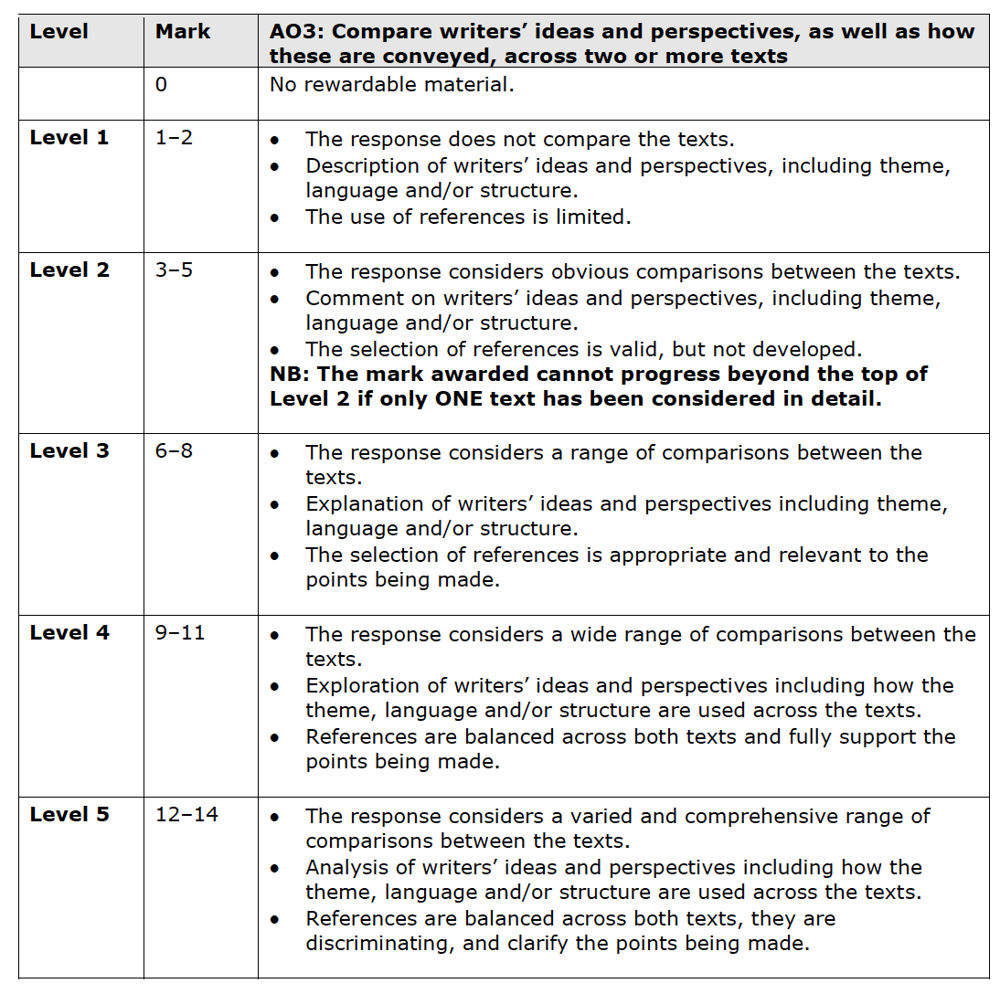 Level Mark AO3: Compare writers’ ideas and perspectives, as well as how
these are conveyed, across two or more texts
0 No rewardable material.
Level 1 1–2 • The response does not compare the texts.
• Description of writers’ ideas and perspectives, including theme,
language and/or structure.
• The use of references is limited.
Level 2 3–5 • The response considers obvious comparisons between the texts.
• Comment on writers’ ideas and perspectives, including theme,
language and/or structure.
• The selection of references is valid, but not developed.
NB: The mark awarded cannot progress beyond the top of
Level 2 if only ONE text has been considered in detail.
Level 3 6–8 • The response considers a range of comparisons between the
texts.
• Explanation of writers’ ideas and perspectives including theme,
language and/or structure.
• The selection of references is appropriate and relevant to the
points being made.
Level 4 9–11 • The response considers a wide range of comparisons between the
texts.
• Exploration of writers’ ideas and perspectives including how the
theme, language and/or structure are used across the texts.
• References are balanced across both texts and fully support the
points being made.
Level 5 12–14 • The response considers a varied and comprehensive range of
comparisons between the texts.
• Analysis of writers’ ideas and perspectives including how the
theme, language and/or structure are used across the texts.
• References are balanced across both texts, they are
discriminating, and clarify the points being made.